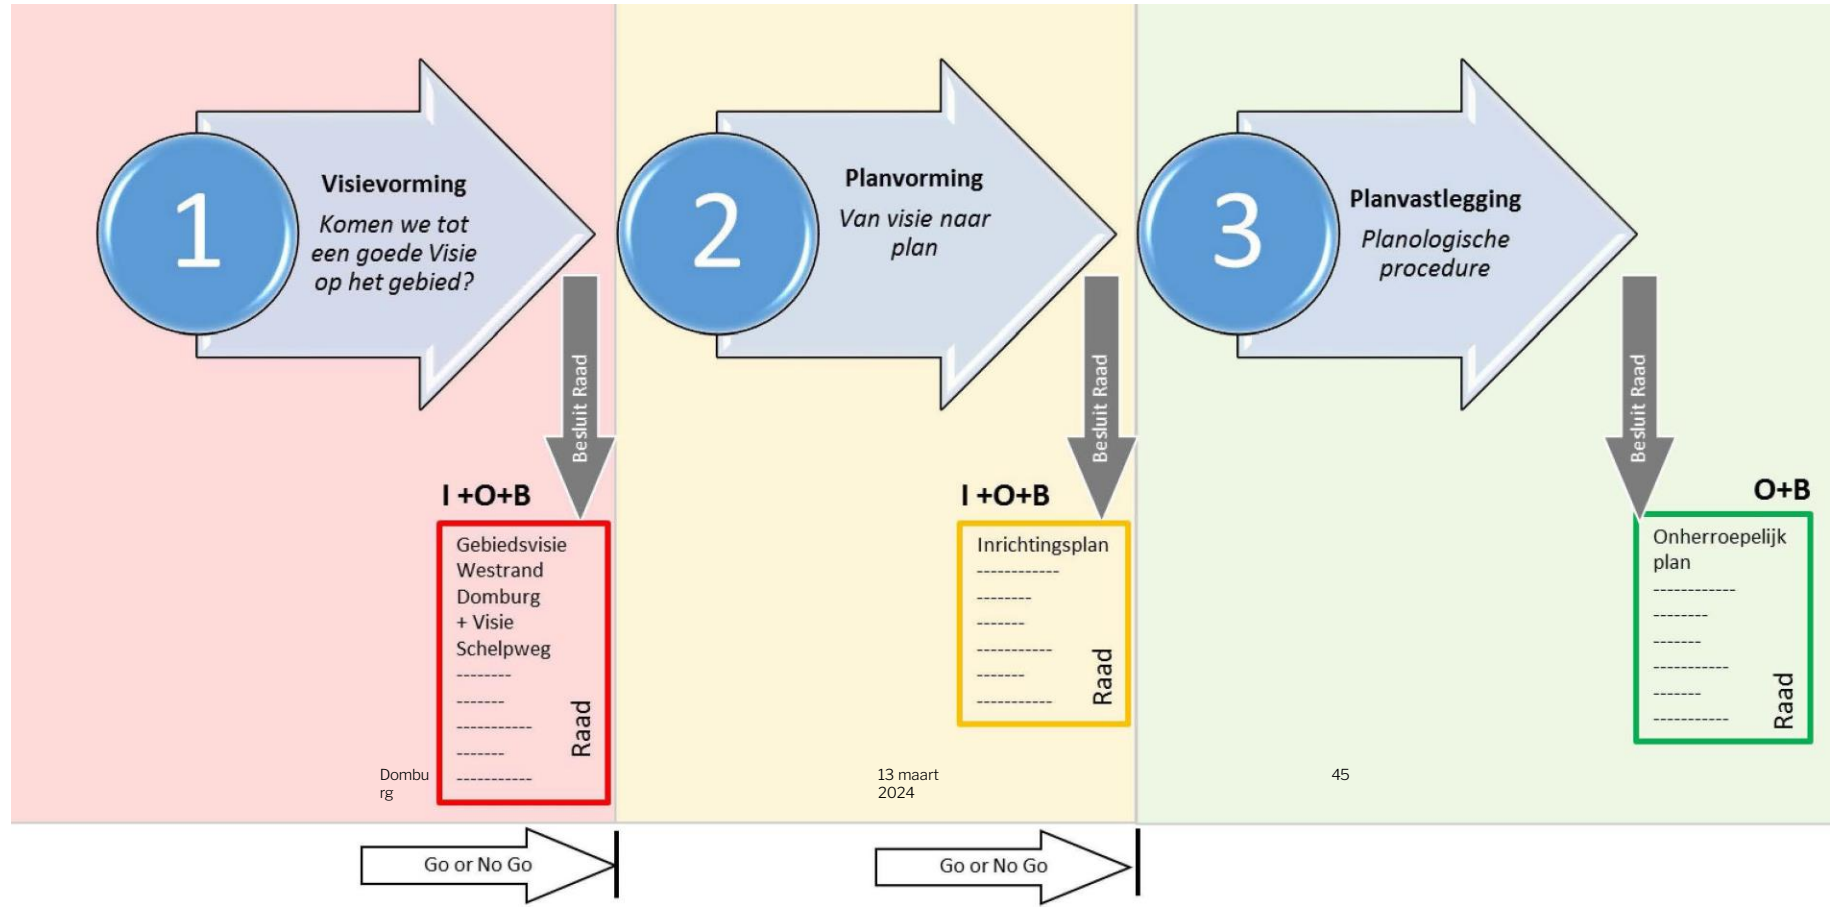 1
Visievorming
Komen we tot
een goede Visie
op het gebied?
Besluit Raad
I +O+B
Gebiedsvisie
Westrand
Domburg
+ Visie
Schelpweg
--------
-------
-----------
-------
-----------
Raad
2
Planvorming
Van visie naar
plan
Besluit Raad
I +O+B
Inrichtingsplan
------------
--------
-------
-----------
-------
-----------
Raad
3
Planvastlegging
Planologische
procedure
Besluit Raad
O+B
Onherroepelijk
plan
------------
--------
-------
-----------
-------
-----------
Raad
Dombu
rg
13 maart
2024
45
Go or No Go
Go or No Go